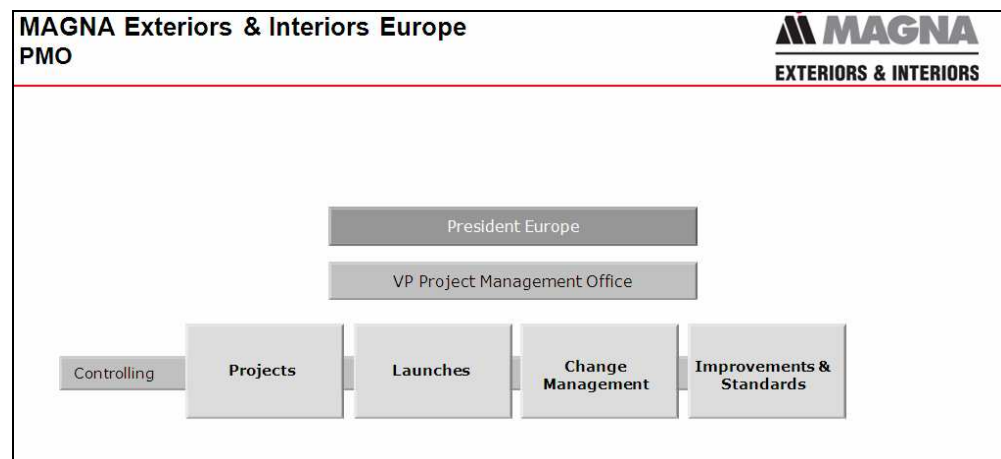 MAGNA Exteriors & Interiors Europe
PMO
MAGNA
EXTERIORS & INTERIORS
President Europe
VP Project Management Office
Controlling
Projects
Launches
Change
Management
Improvements &
Standards